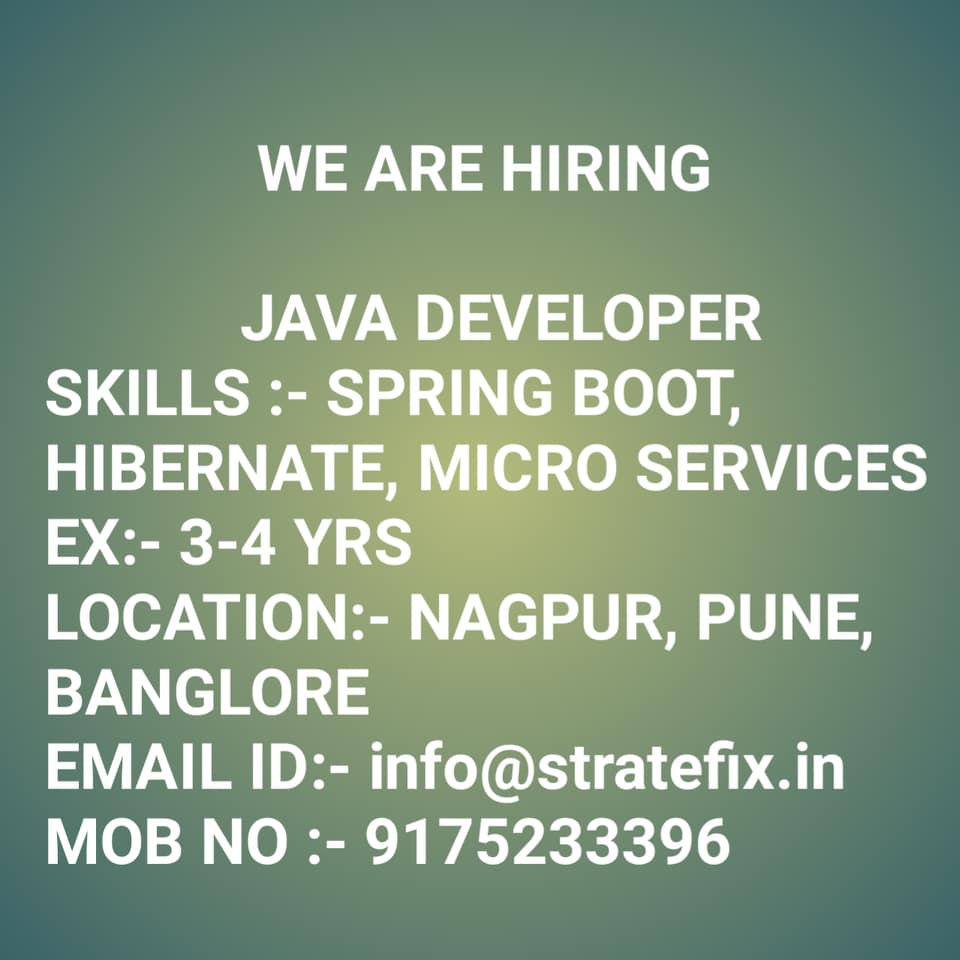 WE ARE HIRING
JAVA DEVELOPER
SKILLS :- SPRING BOOT,
HIBERNATE, MICRO SERVICES
EX:- 3-4 YRS
LOCATION:- NAGPUR, PUNE,
BANGLORE
EMAIL ID:- info@stratefix.in
MOB NO :- 9175233396